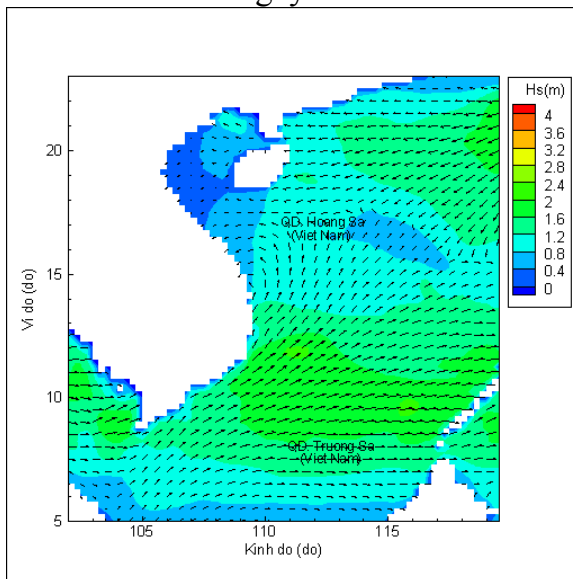 Hs(m)
4
3.6
3.2
2.8
2.4
2
1.6
1.2
0.8
0.4
0
20
15
10
5
Vi do (do)
QD. Hoang Sa
(Viet Nam)
QD. Truong Sa
(Viet Nam)
105
110
115
Kinh do (do)